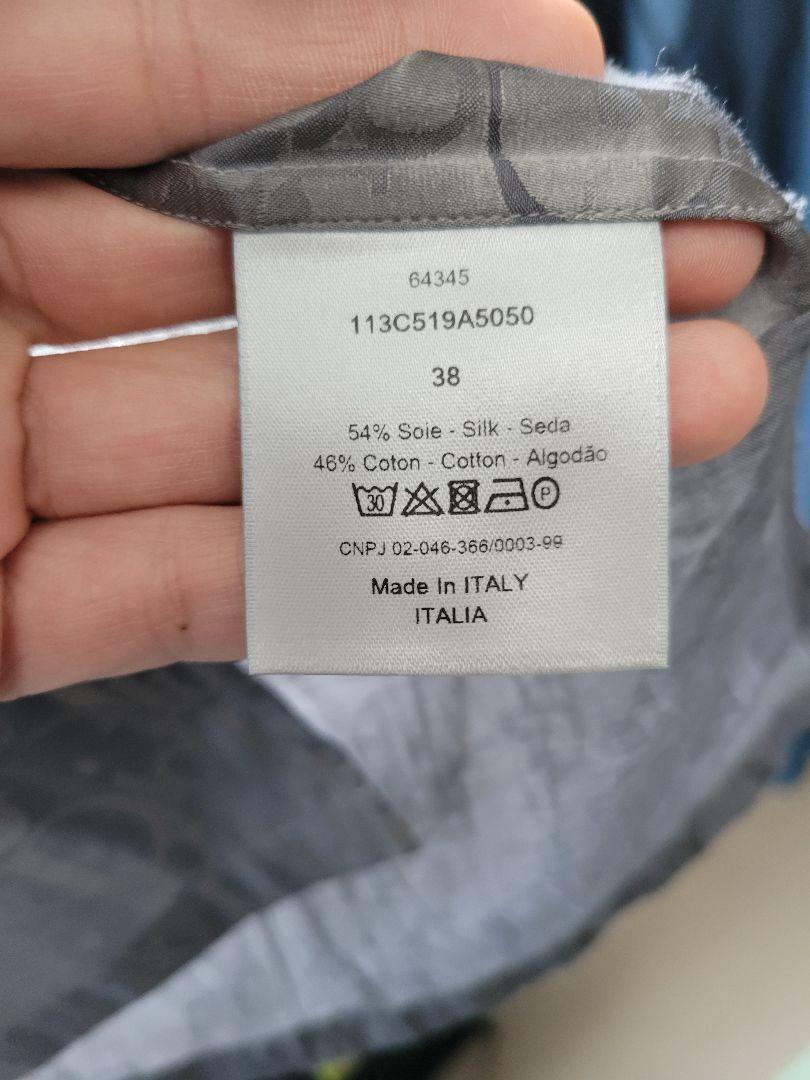 64345
113C519A5050
38
54% Soie - Silk - Seda
46% Coton - Cotton - Algodão
30 P
CNPJ 02-046-366/0003-99
Made In ITALY
ITALIA